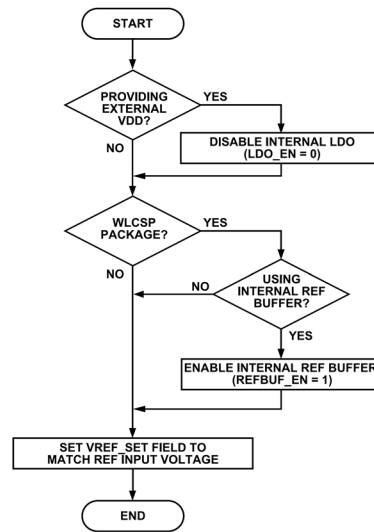 START
PROVIDING
EXTERNAL
VDD?
YES
NO
DISABLE INTERNAL LDO
(LDO_EN = 0)
WLCSP
PACKAGE?
YES
NO
USING
INTERNAL REF
BUFFER?
NO
YES
ENABLE INTERNAL REF BUFFER
(REFBUF_EN = 1)
SET VREF_SET FIELD TO
MATCH REF INPUT VOLTAGE
END